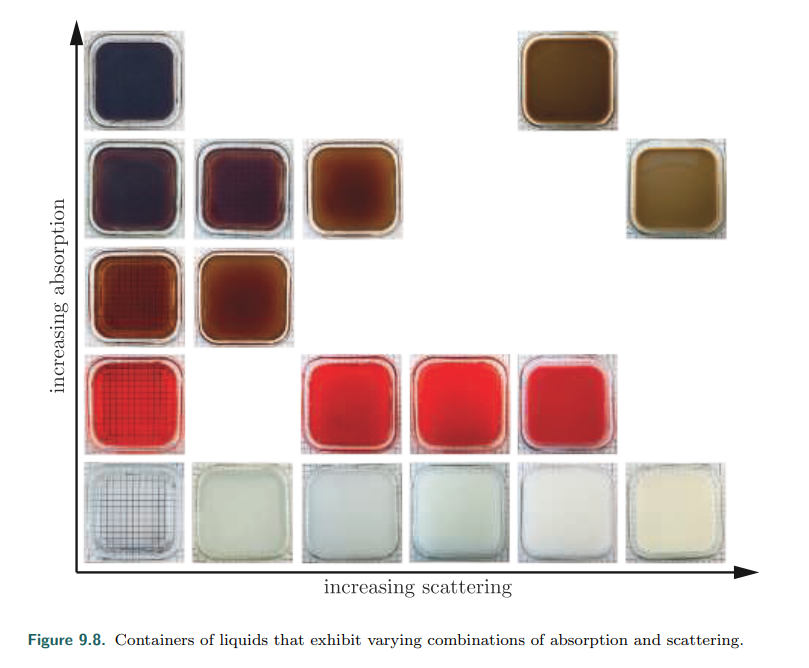 increasing absorption
increasing scattering
Figure 9.8. Containers of liquids that exhibit varying combinations of absorption and scattering.